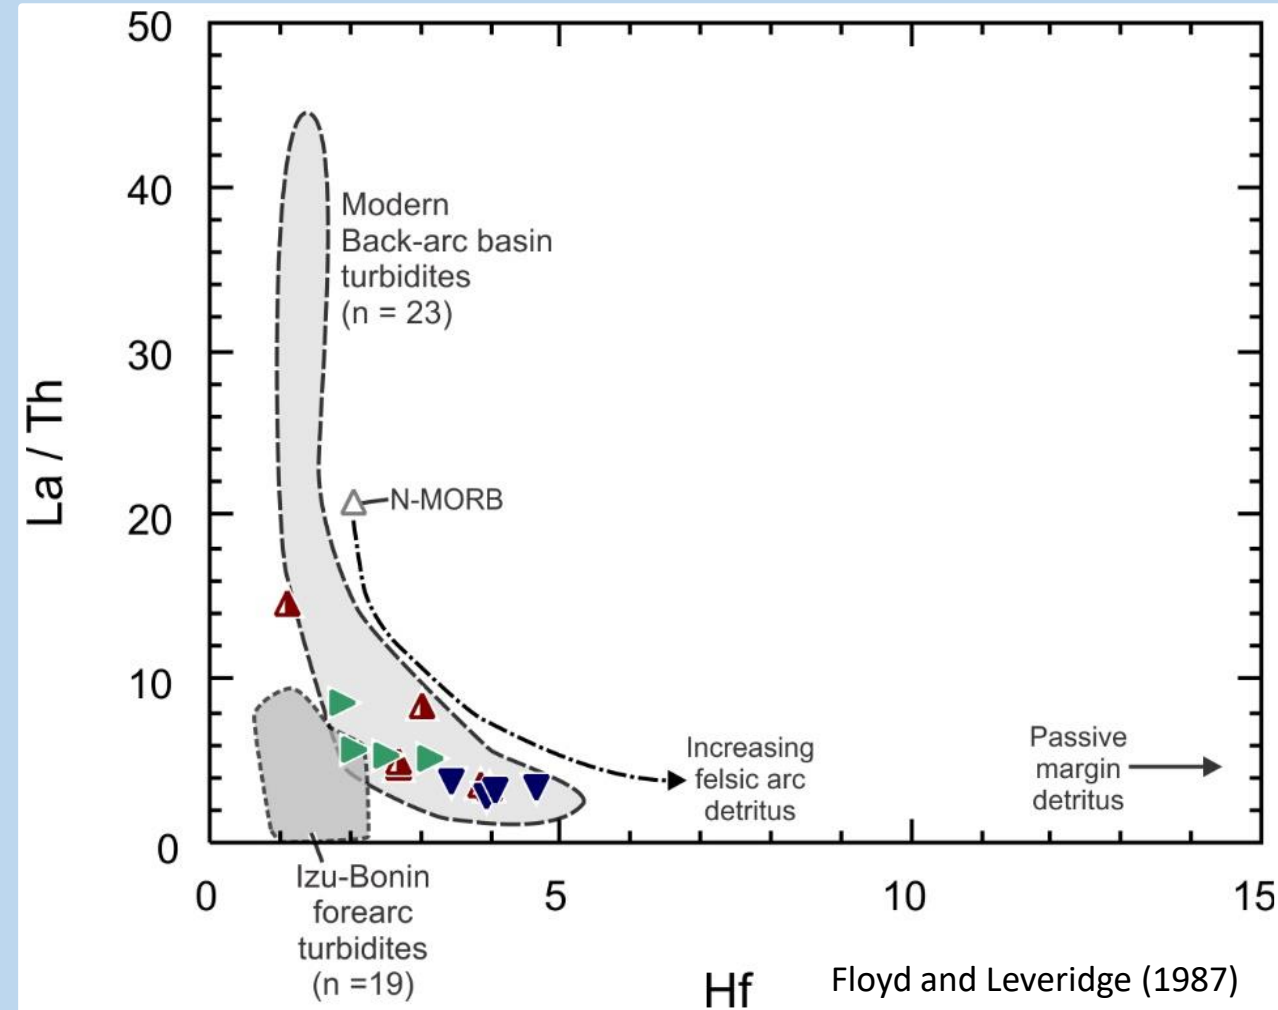 50
40
30
20
10
0
La / Th
Modern
Back-arc basin
turbidites
(n = 23)
N-MORB
Increasing
felsic arc
detritus
Passive
margin
detritus
0
5
10
15
Izu-Bonin
forearc
turbidites
(n =19)
Hf
Floyd and Leveridge (1987)